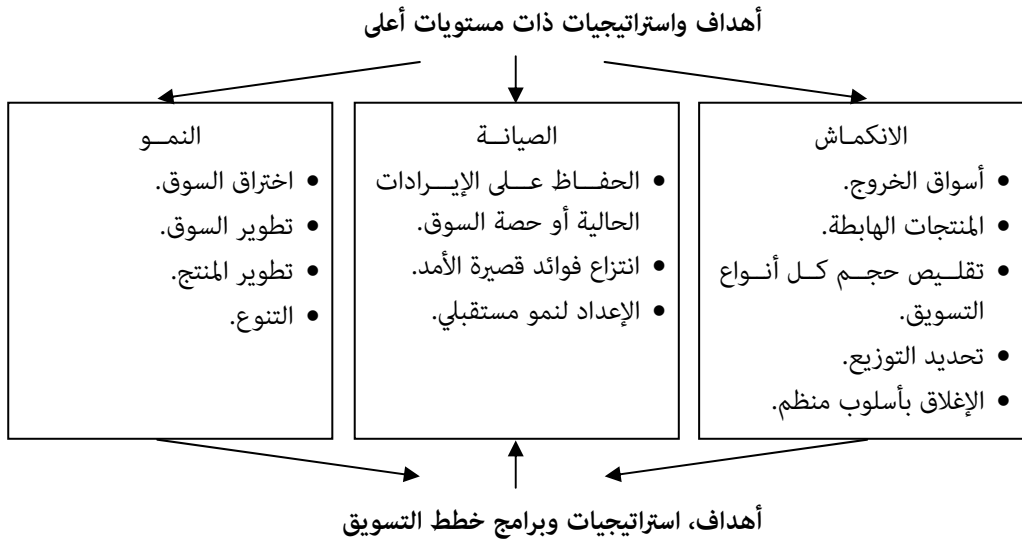 أهداف واستراتيجيات ذات مستويات أعلى
الانكماش
• أسواق الخروج.
• المنتجات الهابطة.
• تقليص حجم كل أنواع
التسويق.
• تحديد التوزيع.
• الإغلاق بأسلوب منظم.
الصيانة
• الحفاظ على الإيرادات
الحالية أو حصة السوق.
• انتزاع فوائد قصيرة الأمد.
• الإعداد لنمو مستقبلي.
النمو
• اختراق السوق.
• تطوير السوق.
• تطوير المنتج.
• التنوع.
أهداف، استراتيجيات وبرامج خطط التسويق